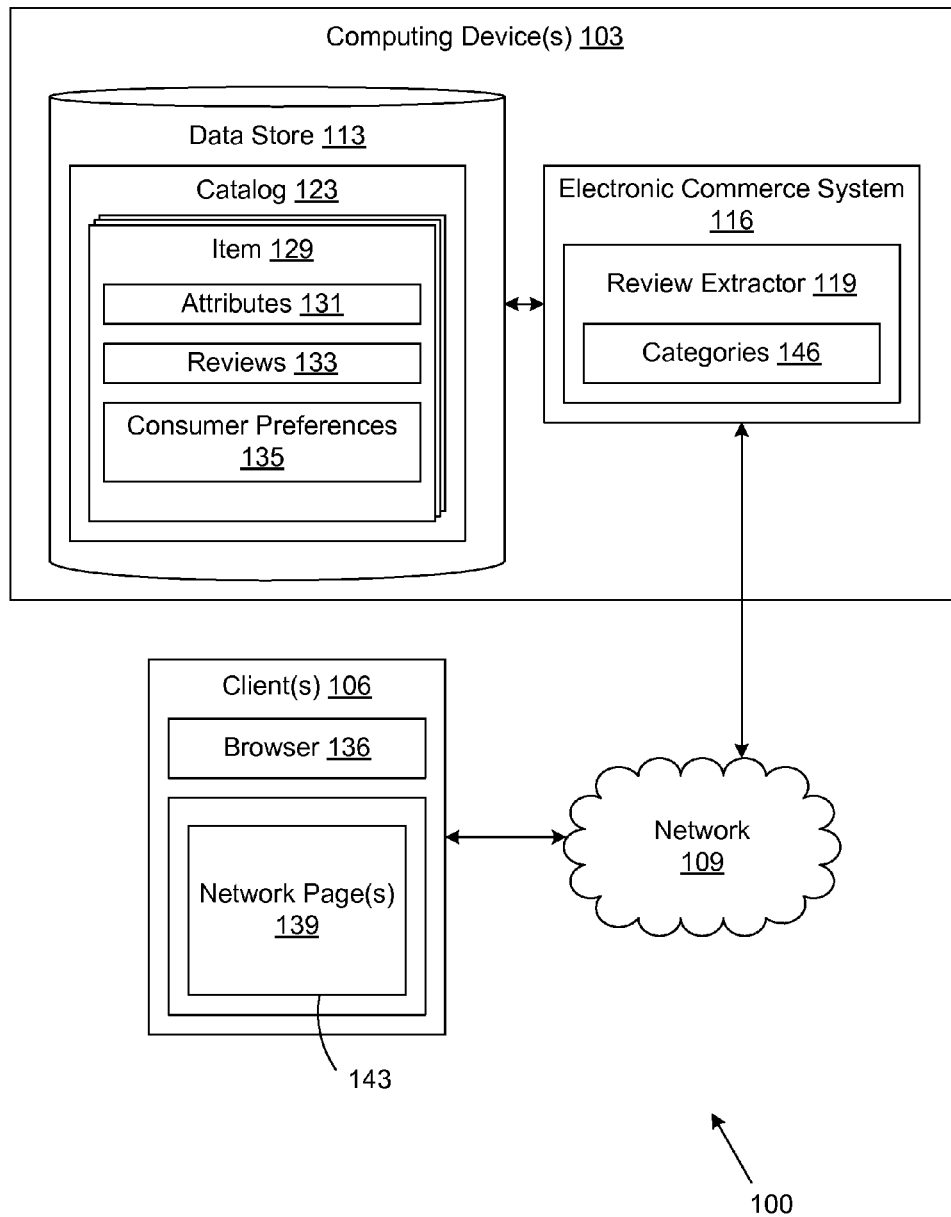 Computing Device(s) 103
Data Store 113
Catalog 123
Item 129
Attributes 131
Reviews 133
Consumer Preferences
135
Electronic Commerce System
116
Review Extractor 119
Categories 146
Client(s) 106
Browser 136
Network Page(s)
139
143
Network
109
100